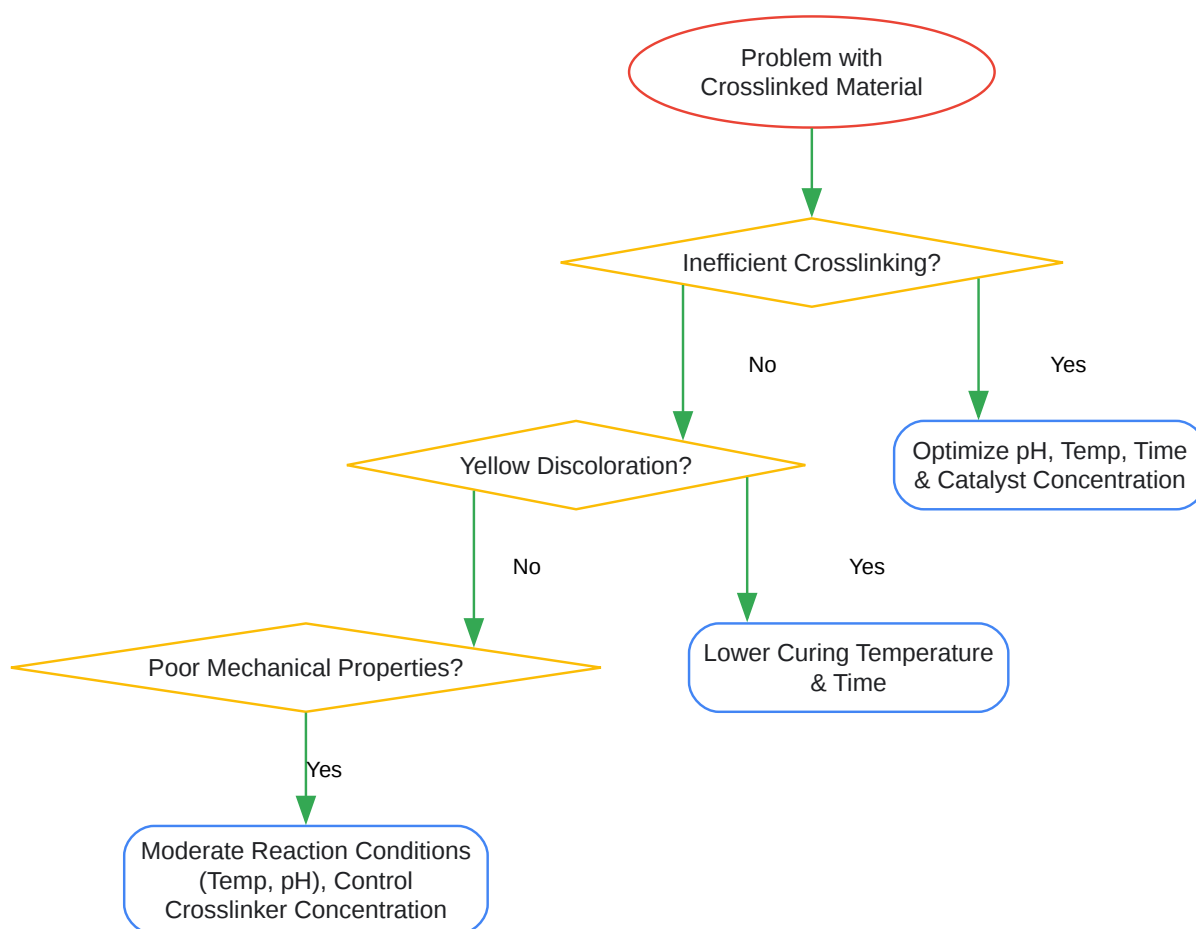 Problem with
Crosslinked Material
Inefficient Crosslinking?
No
Yes
Optimize pH, Temp, Time
& Catalyst Concentration
Yellow Discoloration?
No
Yes
Lower Curing Temperature
& Time
Poor Mechanical Properties?
Yes
Moderate Reaction Conditions
(Temp, pH), Control
Crosslinker Concentration